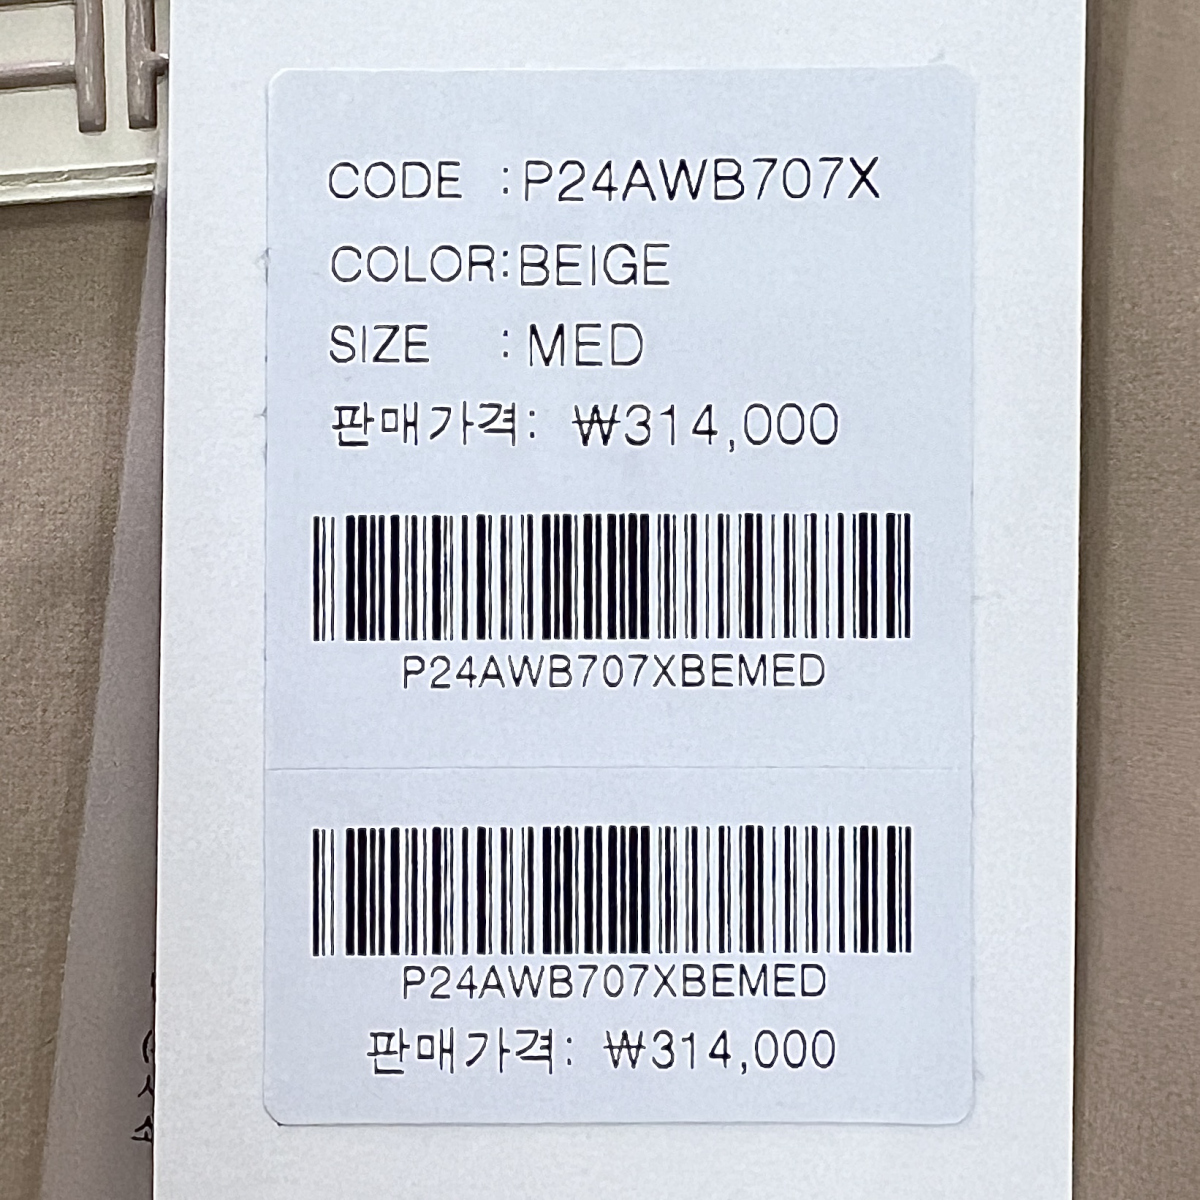 CODE :P24AWB707X
COLOR:BEIGE
SIZE : MED
판매가격: ₩314,000
P24AWB707XBEMED
P24AWB707XBEMED
판매가격: ₩314,000